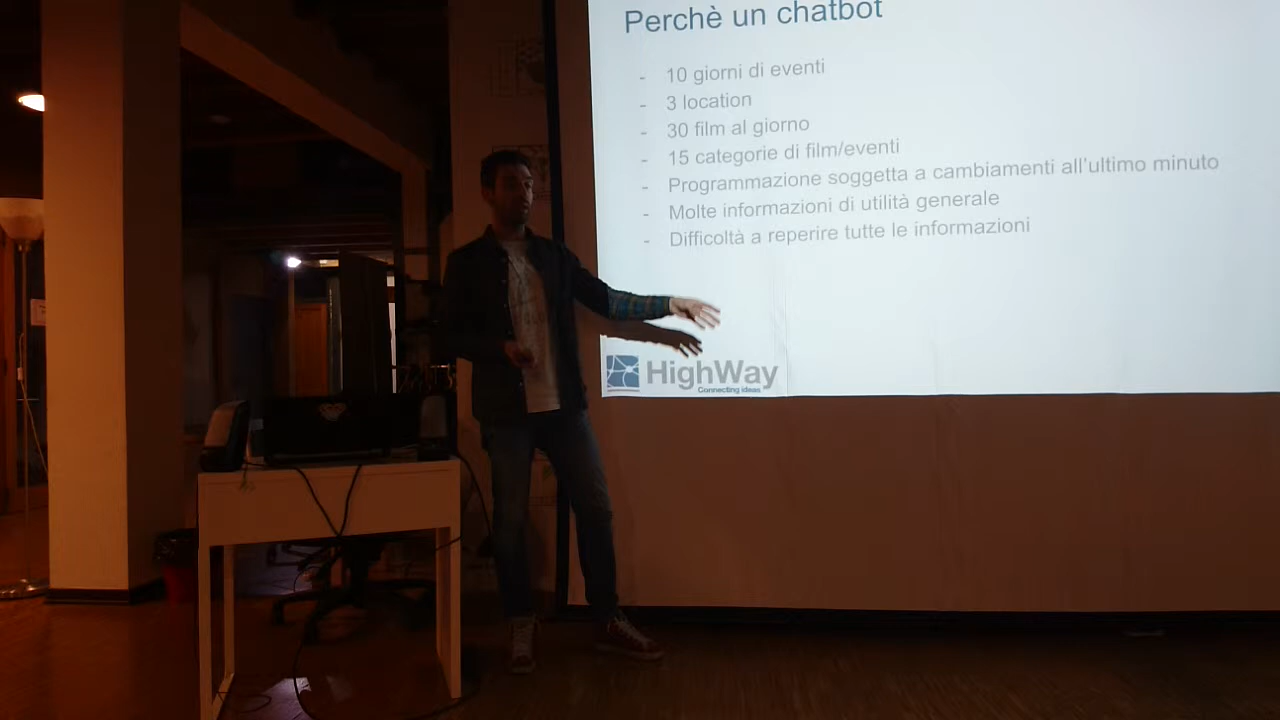 Perchè un chatbot
- 10 giorni di eventi
- 3 location
- 30 film al giorno
- 15 categorie di film/eventi
- Programmazione soggetta a cambiamenti all'ultimo minuto
- Molte informazioni di utilità generale
- Difficoltà a reperire tutte le informazioni
HighWay
Connecting ideas